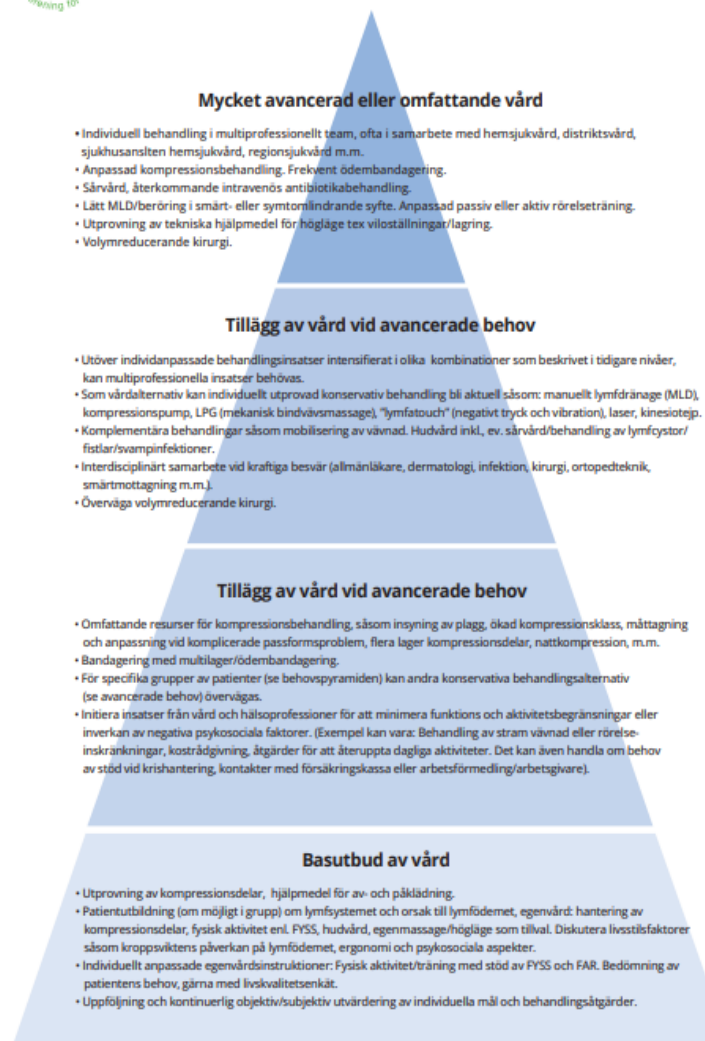 ening för
Mycket avancerad eller omfattande vård
• Individuell behandling i multiprofessionellt team, ofta i samarbete med hemsjukvård, distriktsvård,
sjukhusanslten hemsjukvård, regionsjukvård m.m.
• Anpassad kompressionsbehandling. Frekvent ödembandagering.
• Sårvård, återkommande intravenös antibiotikabehandling.
• Lätt MLD/beröring i smärt- eller symtomlindrande syfte. Anpassad passiv eller aktiv rörelseträning.
• Utprovning av tekniska hjälpmedel för högläge tex viloställningar/lagring.
• Volymreducerande kirurgi.
Tillägg av vård vid avancerade behov
• Utöver individanpassade behandlingsinsatser intensifierat i olika kombinationer som beskrivet i tidigare nivåer,
kan multiprofessionella insatser behövas.
• Som vårdalternativ kan individuellt utprovad konservativ behandling bli aktuell såsom: manuellt lymfdränage (MLD),
kompressionspump, LPG (mekanisk bindvävsmassage), "lymfatouch" (negativt tryck och vibration), laser, kinesiotejp.
• Komplementära behandlingar såsom mobilisering av vävnad. Hudvård inkl., ev. sårvård/behandling av lymfcystor/
fistlar/svampinfektioner.
• Interdisciplinärt samarbete vid kraftiga besvär (allmänläkare, dermatologi, infektion, kirurgi, ortopedteknik,
smärtmottagning m.m.).
• Överväga volymreducerande kirurgi.
Tillägg av vård vid avancerade behov
• Omfattande resurser för kompressionsbehandling, såsom insyning av plagg, ökad kompressionsklass, måttagning
och anpassning vid komplicerade passformsproblem, flera lager kompressionsdelar, nattkompression, m.m.
• Bandagering med multilager/ödembandagering.
• För specifika grupper av patienter (se behovspyramiden) kan andra konservativa behandlingsalternativ
(se avancerade behov) övervägas.
• Initiera insatser från vård och hälsoprofessioner för att minimera funktions och aktivitetsbegränsningar eller
inverkan av negativa psykosociala faktorer. (Exempel kan vara: Behandling av stram vävnad eller rörelse-
inskränkningar, kostrådgivning, åtgärder för att återuppta dagliga aktiviteter. Det kan även handla om behov
av stöd vid krishantering, kontakter med försäkringskassa eller arbetsförmedling/arbetsgivare).
Basutbud av vård
• Utprovning av kompressionsdelar, hjälpmedel för av- och påklädning.
• Patientutbildning (om möjligt i grupp) om lymfsystemet och orsak till lymfödemet, egenvård: hantering av
kompressionsdelar, fysisk aktivitet enl. FYSS, hudvård, egenmassage/högläge som tillval. Diskutera livsstilsfaktorer
såsom kroppsviktens påverkan på lymfödemet, ergonomi och psykosociala aspekter.
• Individuellt anpassade egenvårdsinstruktioner: Fysisk aktivitet/träning med stöd av FYSS och FAR. Bedömning av
patientens behov, gärna med livskvalitetsenkät.
• Uppföljning och kontinuerlig objektiv/subjektiv utvärdering av individuella mål och behandlingsåtgärder.